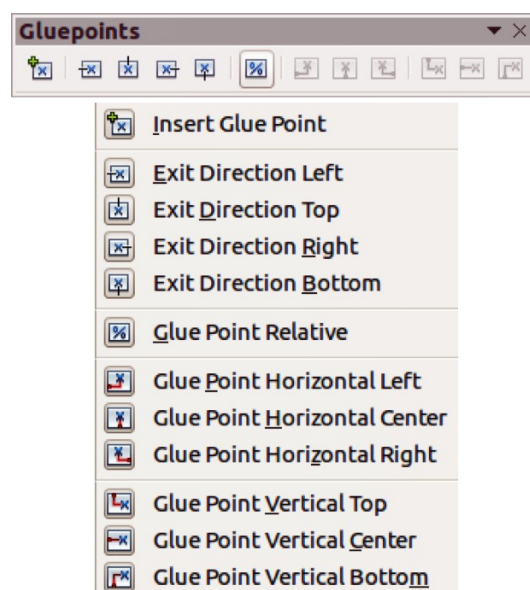 Gluepoints
Insert Glue Point
Exit Direction Left
Exit Direction Top
Exit Direction Right
Exit Direction Bottom
Glue Point Relative
Glue Point Horizontal Left
Glue Point Horizontal Center
Glue Point Horizontal Right
Glue Point Vertical Top
Glue Point Vertical Center
Glue Point Vertical Bottom